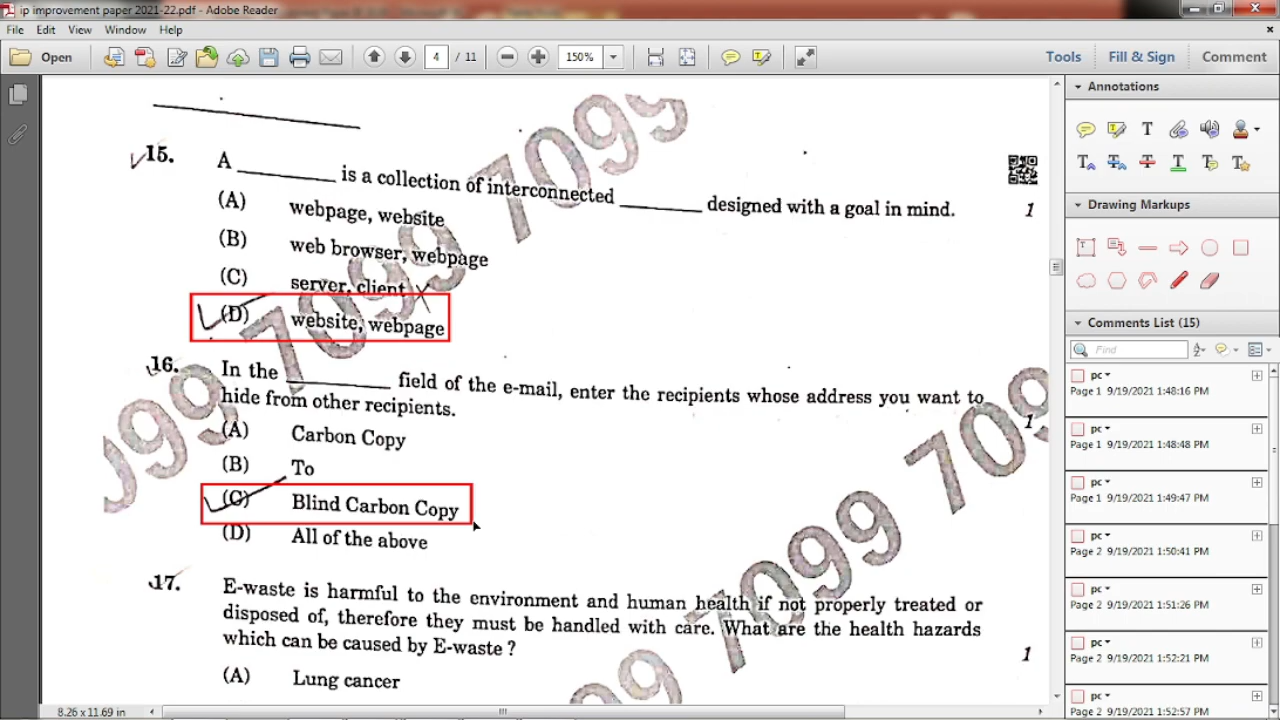 ip improvement paper 2021-22.pdf - Adobe Reader
File Edit View Window Help
Open 4 / 11 150% Tools Fill & Sign Comment
Annotations
Drawing Markups
Comments List (15)
Find
pc
Page 1 9/19/2021 1:48:16 PM
pc
Page 1 9/19/2021 1:48:48 PM
pc
Page 1 9/19/2021 1:49:47 PM
pc
Page 2 9/19/2021 1:50:41 PM
pc
Page 2 9/19/2021 1:51:26 PM
pc
Page 2 9/19/2021 1:52:21 PM
pc
Page 2 9/19/2021 1:52:57 PM
15. A ________ is a collection of interconnected ________ designed with a goal in mind. 1
(A) webpage, website
(B) web browser, webpage
(C) server, client
(D) website, webpage
16. In the ________ field of the e-mail, enter the recipients whose address you want to
hide from other recipients. 1
(A) Carbon Copy
(B) To
(C) Blind Carbon Copy
(D) All of the above
17. E-waste is harmful to the environment and human health if not properly treated or
disposed of, therefore they must be handled with care. What are the health hazards
which can be caused by E-waste ? 1
(A) Lung cancer
7099 7099 7099
7099 7099
8.26 x 11.69 in